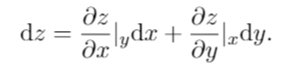 dz = ∂z/∂x|_y dx + ∂z/∂y|_x dy.